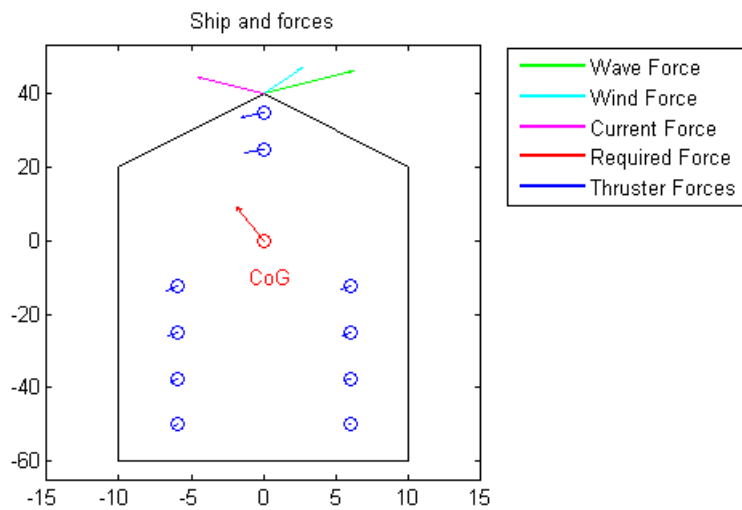 Ship and forces
40
20
0
-20
-40
-60
-15
-10
-5
0
5
10
15
CoG
Wave Force
Wind Force
Current Force
Required Force
Thruster Forces